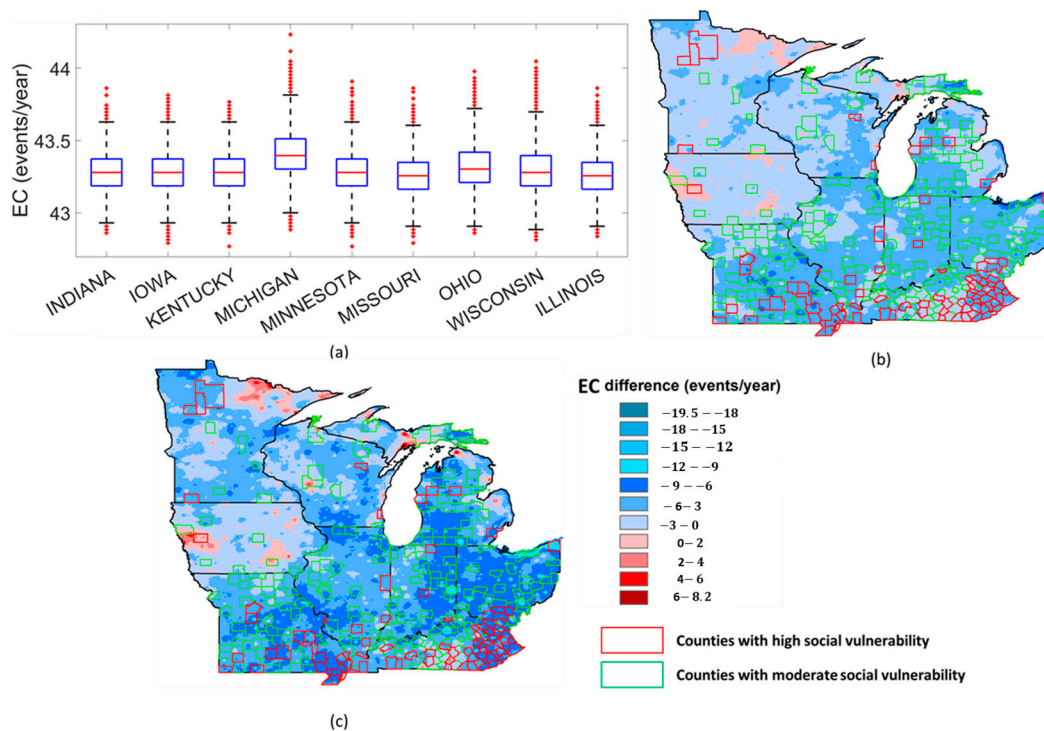 EC (events/year)
44
43.5
43
INDIANA
IOWA
KENTUCKY
MICHIGAN
MINNESOTA
MISSOURI
OHIO
WISCONSIN
ILLINOIS
(a)
(b)
(c)
EC difference (events/year)
−19.5 − −18
−18 − −15
−15 − −12
−12 − −9
−9 − −6
−6 − 3
−3 − 0
0 − 2
2 − 4
4 − 6
6 − 8.2
Counties with high social vulnerability
Counties with moderate social vulnerability